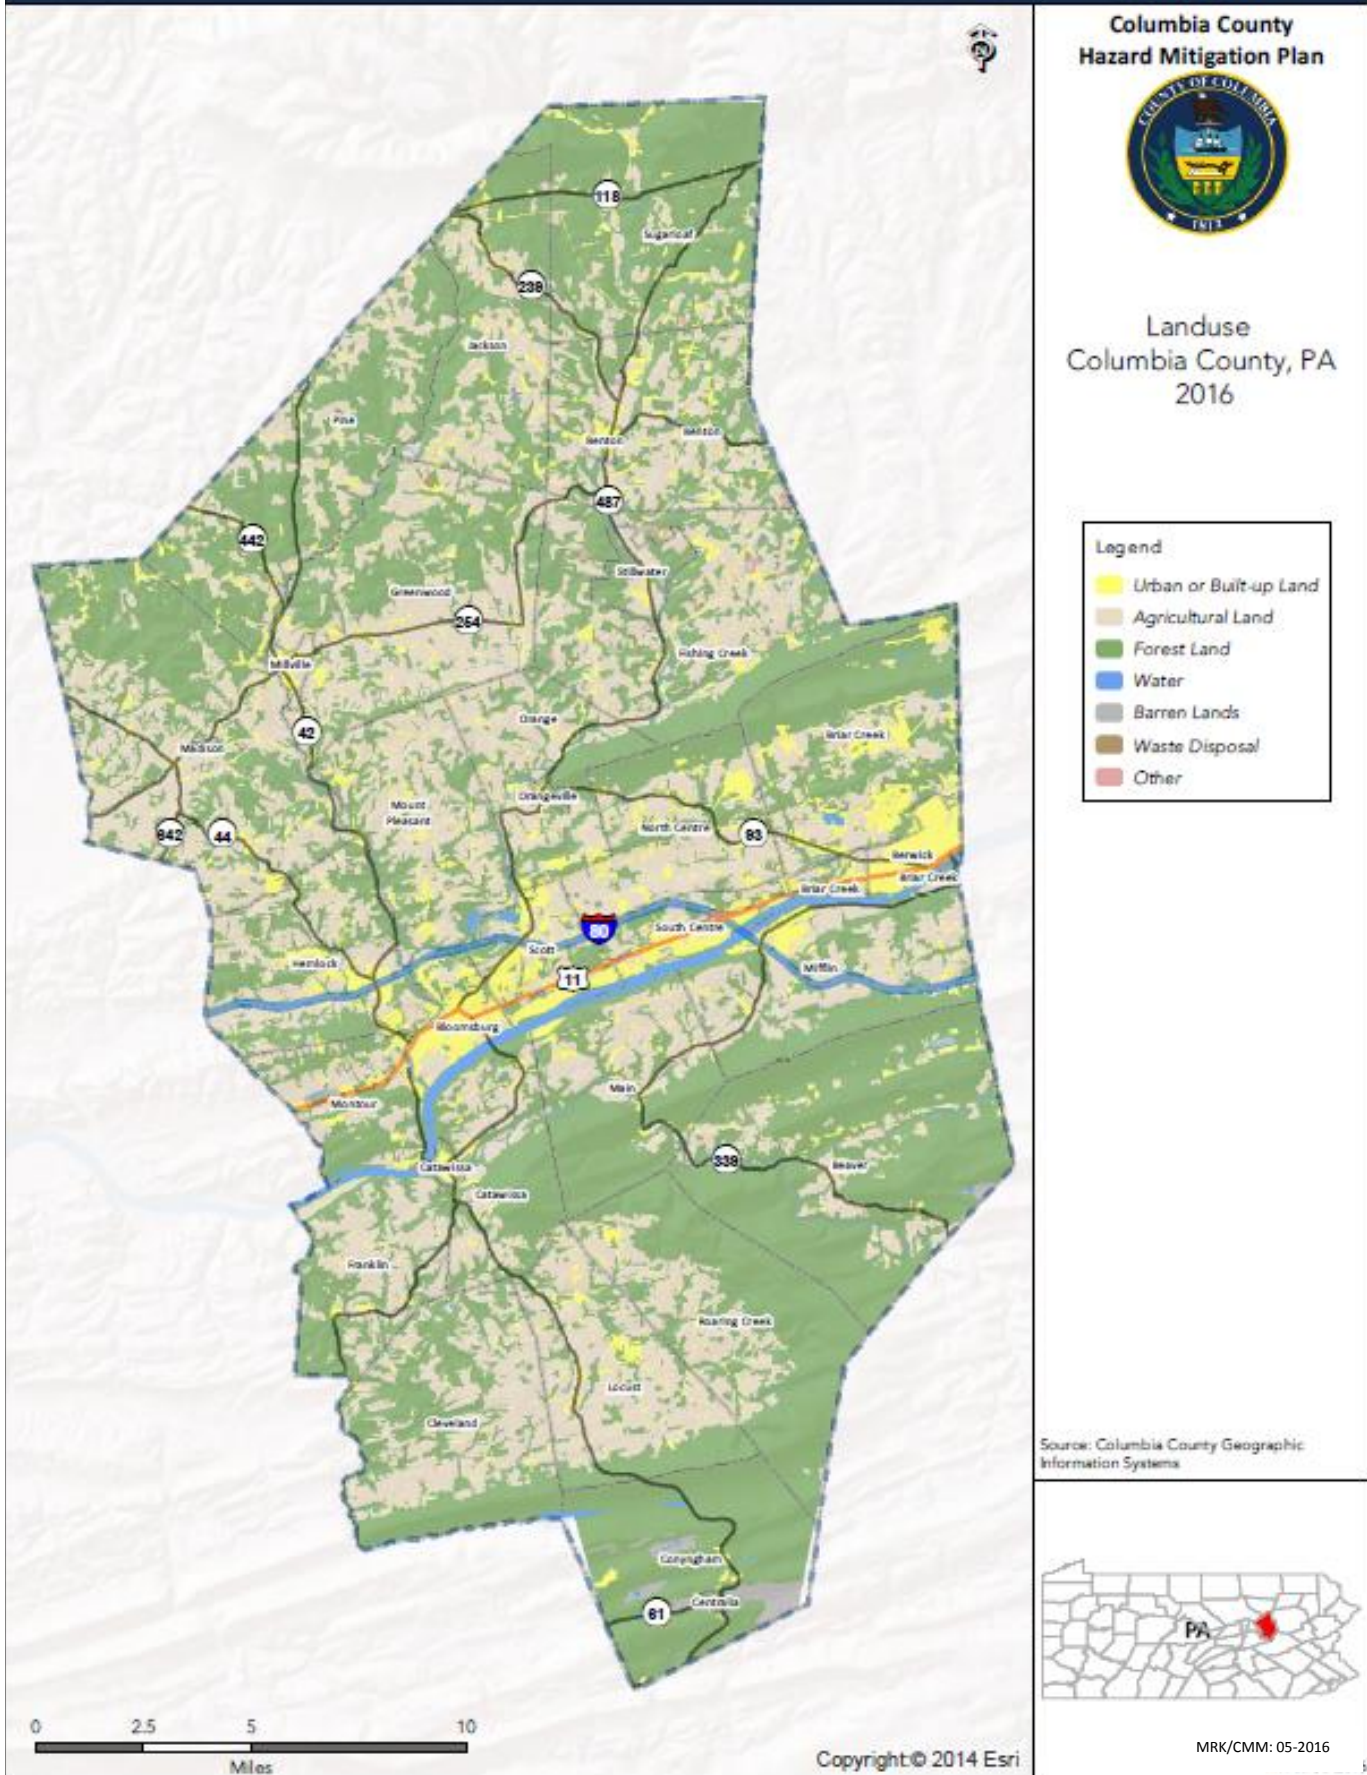 Columbia County
Hazard Mitigation Plan
COUNTY OF COLUMBIA
1813
Landuse
Columbia County, PA
2016
Legend
Urban or Built-up Land
Agricultural Land
Forest Land
Water
Barren Lands
Waste Disposal
Other
118
Sugarloaf
239
Jackson
Pine
Benton
Benton
487
442
Stillwater
Greenwood
254
Fishing Creek
Millville
Orange
42
Briar Creek
Madison
Orangeville
Mount
Pleasant
North Centre
93
642
44
Berwick
Briar Creek
Briar Creek
80
South Centre
Scott
Hemlock
Mifflin
11
Bloomsburg
Main
Montour
339
Beaver
Catawissa
Catawissa
Franklin
Roaring Creek
Locust
Cleveland
Conyngham
Centralia
61
Source: Columbia County Geographic
Information Systems
PA
0
2.5
5
10
Miles
Copyright:© 2014 Esri
MRK/CMM: 05-2016